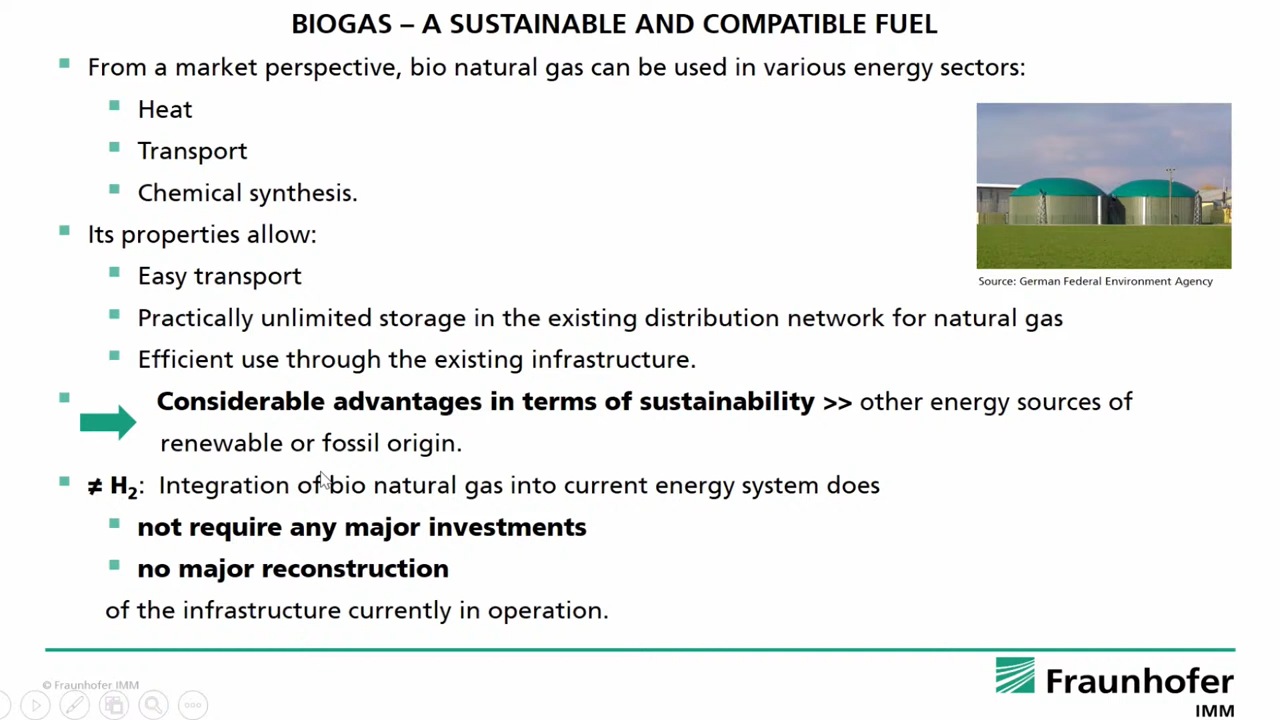 BIOGAS – A SUSTAINABLE AND COMPATIBLE FUEL
From a market perspective, bio natural gas can be used in various energy sectors:
Heat
Transport
Chemical synthesis.
Its properties allow:
Easy transport
Practically unlimited storage in the existing distribution network for natural gas
Efficient use through the existing infrastructure.
Considerable advantages in terms of sustainability >> other energy sources of
renewable or fossil origin.
≠ H₂: Integration of bio natural gas into current energy system does
not require any major investments
no major reconstruction
of the infrastructure currently in operation.
Source: German Federal Environment Agency
© Fraunhofer IMM
Fraunhofer
IMM